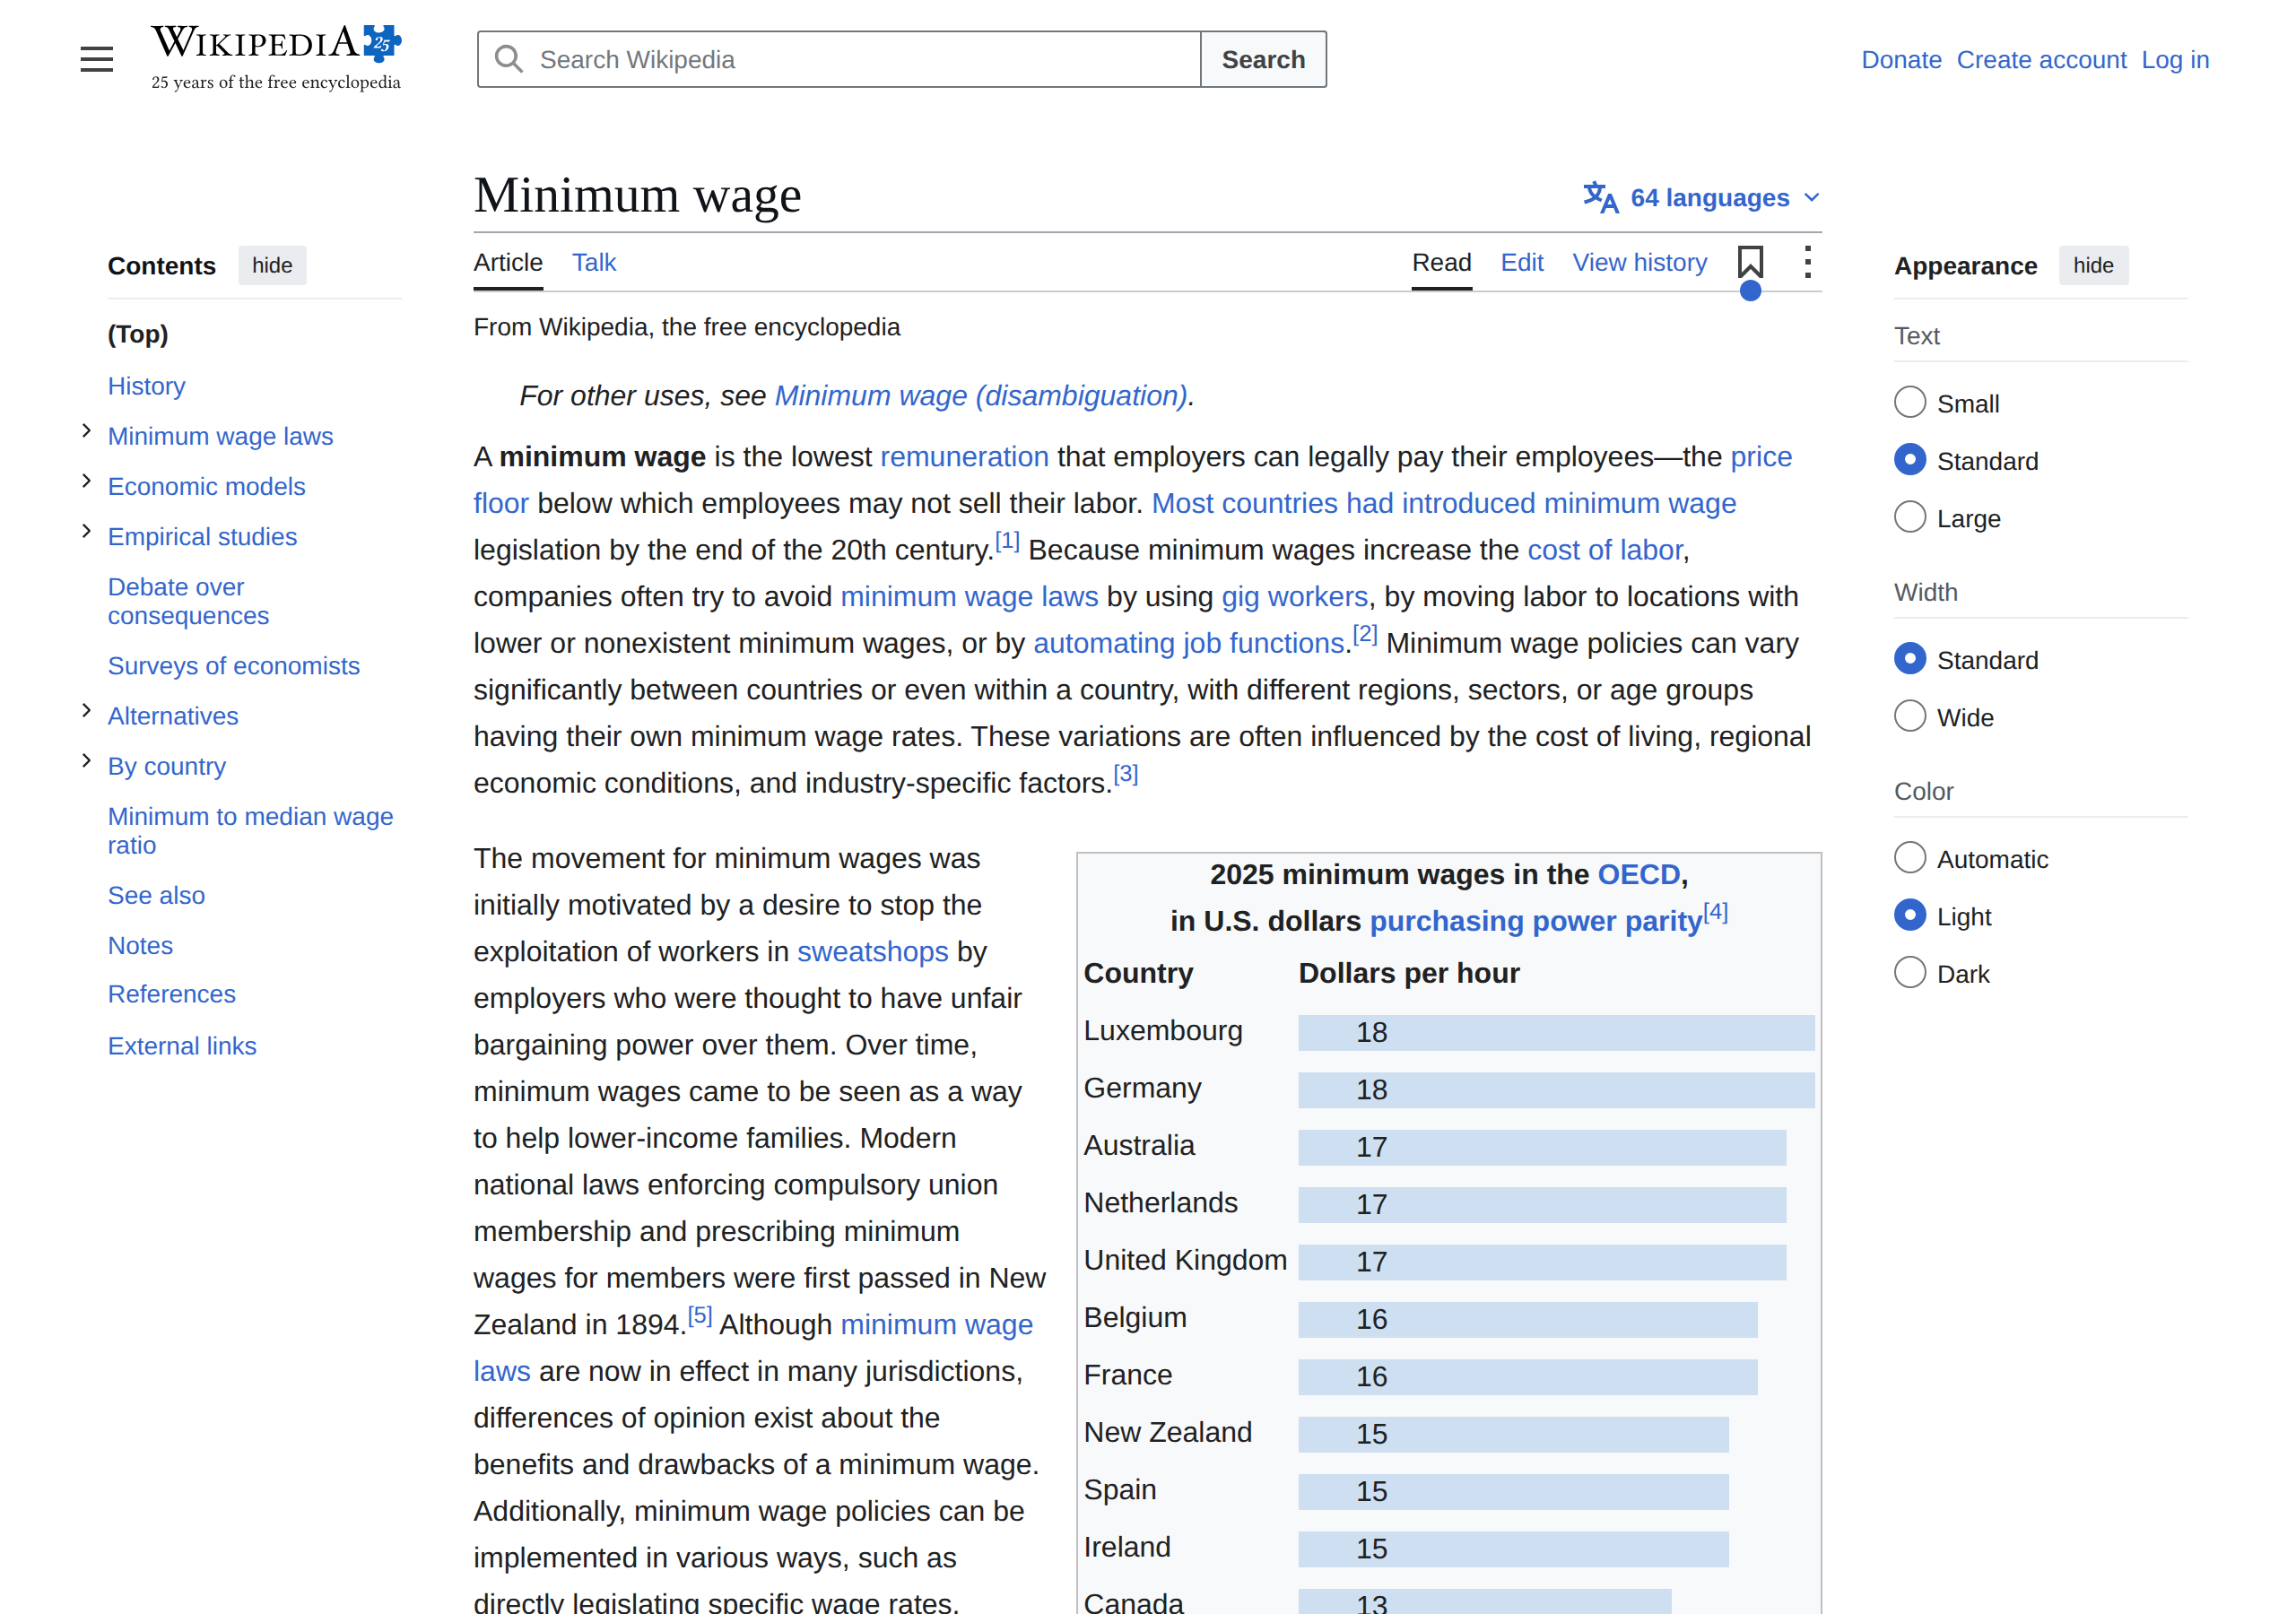 WIKIPEDIA 25
25 years of the free encyclopedia
Search Wikipedia
Search
Donate Create account Log in
Contents hide
(Top)
History
Minimum wage laws
Economic models
Empirical studies
Debate over
consequences
Surveys of economists
Alternatives
By country
Minimum to median wage
ratio
See also
Notes
References
External links
Minimum wage
64 languages
Article Talk
Read Edit View history
From Wikipedia, the free encyclopedia
For other uses, see Minimum wage (disambiguation).
A minimum wage is the lowest remuneration that employers can legally pay their employees—the price
floor below which employees may not sell their labor. Most countries had introduced minimum wage
legislation by the end of the 20th century.[1] Because minimum wages increase the cost of labor,
companies often try to avoid minimum wage laws by using gig workers, by moving labor to locations with
lower or nonexistent minimum wages, or by automating job functions.[2] Minimum wage policies can vary
significantly between countries or even within a country, with different regions, sectors, or age groups
having their own minimum wage rates. These variations are often influenced by the cost of living, regional
economic conditions, and industry-specific factors.[3]
The movement for minimum wages was
initially motivated by a desire to stop the
exploitation of workers in sweatshops by
employers who were thought to have unfair
bargaining power over them. Over time,
minimum wages came to be seen as a way
to help lower-income families. Modern
national laws enforcing compulsory union
membership and prescribing minimum
wages for members were first passed in New
Zealand in 1894.[5] Although minimum wage
laws are now in effect in many jurisdictions,
differences of opinion exist about the
benefits and drawbacks of a minimum wage.
Additionally, minimum wage policies can be
implemented in various ways, such as
directly legislating specific wage rates,
2025 minimum wages in the OECD,
in U.S. dollars purchasing power parity[4]
Country Dollars per hour
Luxembourg 18
Germany 18
Australia 17
Netherlands 17
United Kingdom 17
Belgium 16
France 16
New Zealand 15
Spain 15
Ireland 15
Canada 13
Appearance hide
Text
Small
Standard
Large
Width
Standard
Wide
Color
Automatic
Light
Dark